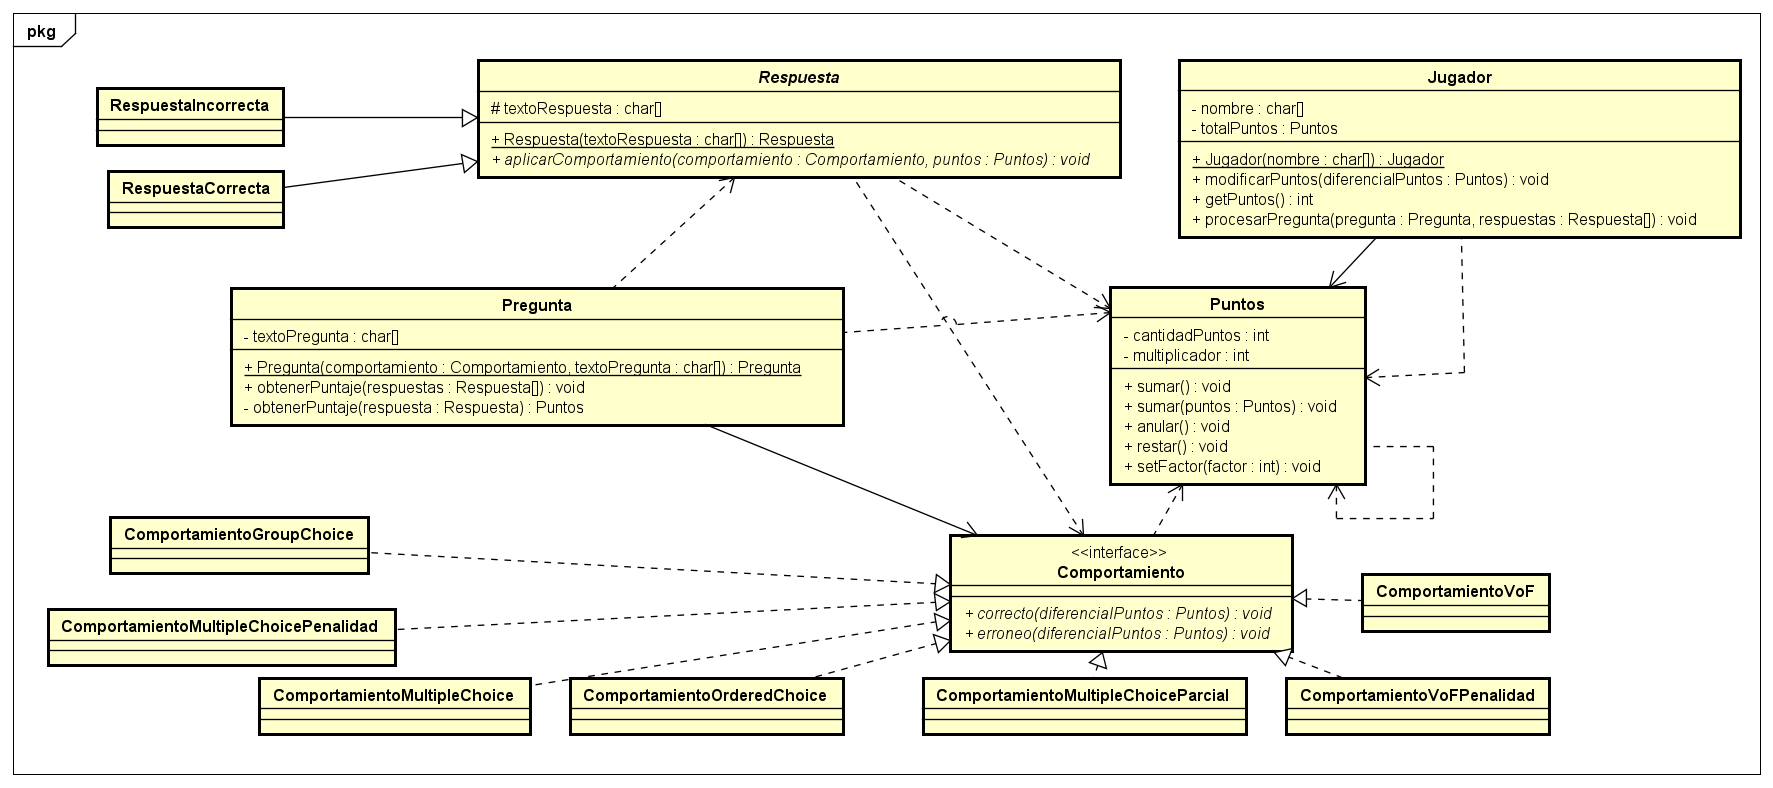 pkg
RespuestaIncorrecta
RespuestaCorrecta
Respuesta
# textoRespuesta : char[]
+ Respuesta(textoRespuesta : char[]) : Respuesta
+ aplicarComportamiento(comportamiento : Comportamiento, puntos : Puntos) : void
Jugador
- nombre : char[]
- totalPuntos : Puntos
+ Jugador(nombre : char[]) : Jugador
+ modificarPuntos(diferencialPuntos : Puntos) : void
+ getPuntos() : int
+ procesarPregunta(pregunta : Pregunta, respuestas : Respuesta[]) : void
Pregunta
- textoPregunta : char[]
+ Pregunta(comportamiento : Comportamiento, textoPregunta : char[]) : Pregunta
+ obtenerPuntaje(respuestas : Respuesta[]) : void
- obtenerPuntaje(respuesta : Respuesta) : Puntos
Puntos
- cantidadPuntos : int
- multiplicador : int
+ sumar() : void
+ sumar(puntos : Puntos) : void
+ anular() : void
+ restar() : void
+ setFactor(factor : int) : void
ComportamientoGroupChoice
<<interface>>
Comportamiento
+ correcto(diferencialPuntos : Puntos) : void
+ erroneo(diferencialPuntos : Puntos) : void
ComportamientoVoF
ComportamientoMultipleChoicePenalidad
ComportamientoMultipleChoice
ComportamientoOrderedChoice
ComportamientoMultipleChoiceParcial
ComportamientoVoFPenalidad